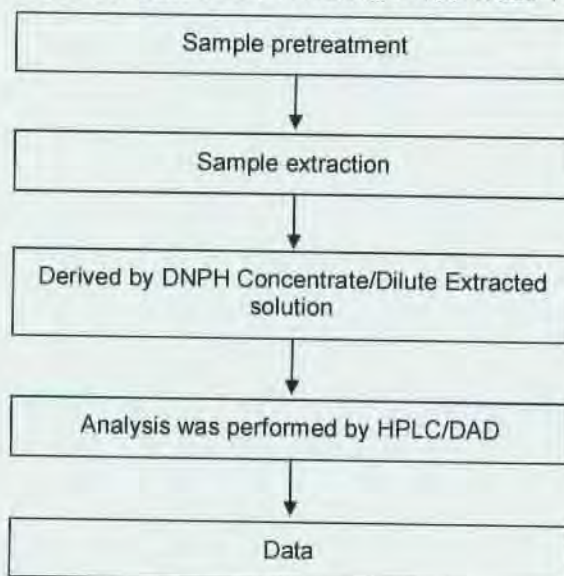 Sample pretreatment
Sample extraction
Derived by DNPH Concentrate/Dilute Extracted
solution
Analysis was performed by HPLC/DAD
Data